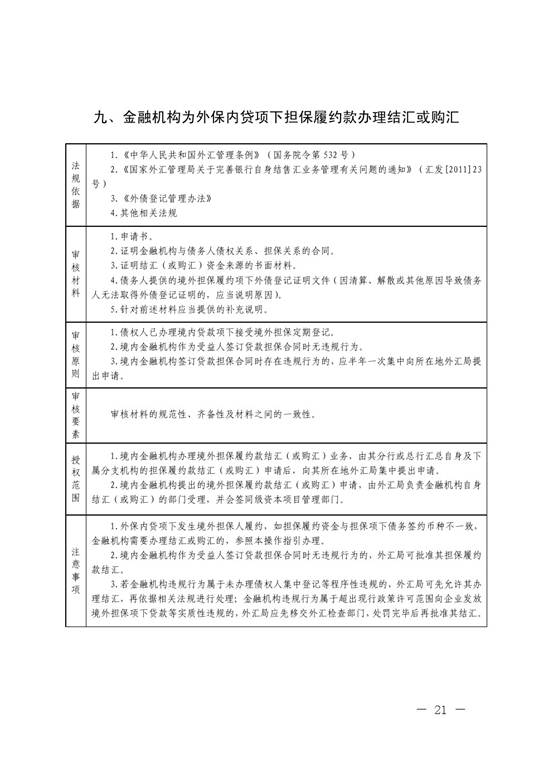 九、金融机构为外保内贷项下担保履约款办理结汇或购汇
法规依据
1.《中华人民共和国外汇管理条例》（国务院令第 532 号）
2.《国家外汇管理局关于完善银行自身结售汇业务管理有关问题的通知》（汇发[2011]23
号）
3.《外债登记管理办法》
4.其他相关法规
审核材料
1.申请书。
2.证明金融机构与债务人债权关系、担保关系的合同。
3.证明结汇（或购汇）资金来源的书面材料。
4.债务人提供的境外担保履约项下外债登记证明文件（因清算、解散或其他原因导致债务
人无法取得外债登记证明的，应当说明原因）。
5.针对前述材料应当提供的补充说明。
审核原则
1.债权人已办理境内贷款项下接受境外担保定期登记。
2.境内金融机构作为受益人签订贷款担保合同时无违规行为。
3.境内金融机构签订贷款担保合同时存在违规行为的，应半年一次集中向所在地外汇局提
出申请。
审核要素
审核材料的规范性、齐备性及材料之间的一致性。
授权范围
1.境内金融机构办理境外担保履约款结汇（或购汇）业务，由其分行或总行汇总自身及下
属分支机构的担保履约款结汇（或购汇）申请后，向其所在地外汇局集中提出申请。
2.境内金融机构提出的境外担保履约款结汇（或购汇）申请，由外汇局负责金融机构自身
结汇（或购汇）的部门受理，并会签同级资本项目管理部门。
注意事项
1.外保内贷项下发生境外担保人履约，如担保履约资金与担保项下债务签约币种不一致，
金融机构需要办理结汇或购汇的，参照本操作指引办理。
2.境内金融机构作为受益人签订贷款担保合同时无违规行为的，外汇局可批准其担保履约
款结汇。
3.若金融机构违规行为属于未办理债权人集中登记等程序性违规的，外汇局可先允许其办
理结汇，再依据相关法规进行处理；金融机构违规行为属于超出现行政策许可范围向企业发放
境外担保项下贷款等实质性违规的，外汇局应先移交外汇检查部门，处罚完毕后再批准其结汇。
— 21 —